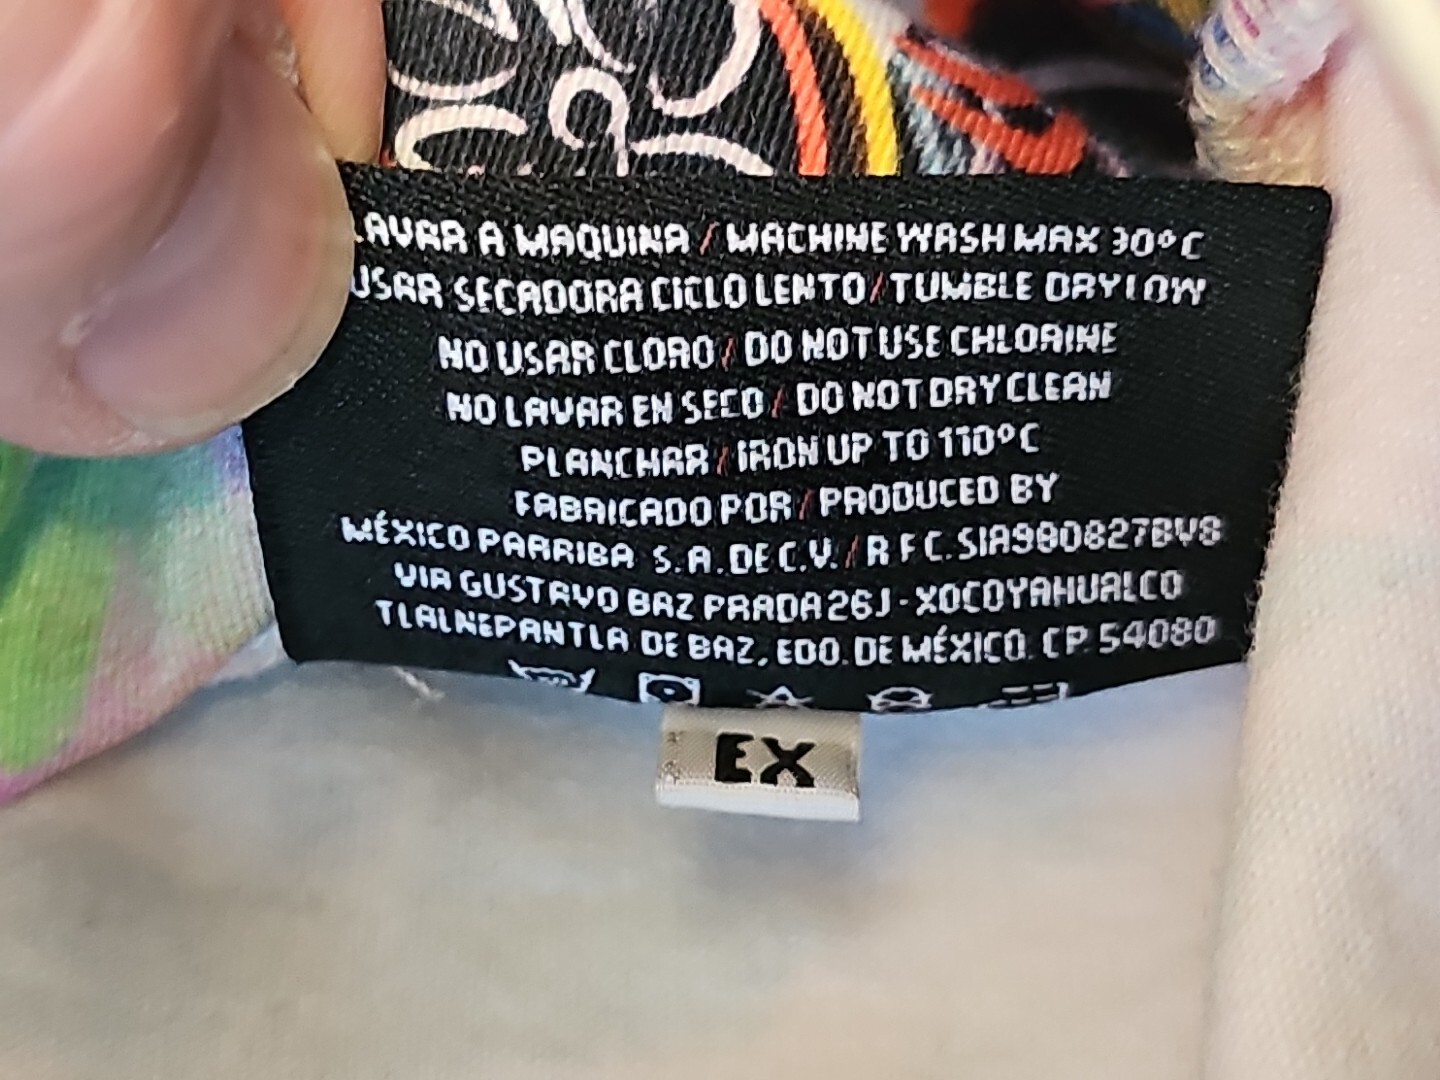 LAVAR A MAQUINA / MACHINE WASH MAX 30°C
USAR SECADORA CICLO LENTO / TUMBLE DRY LOW
NO USAR CLORO / DO NOT USE CHLORINE
NO LAVAR EN SECO / DO NOT DRY CLEAN
PLANCHAR / IRON UP TO 110°C
FABRICADO POR / PRODUCED BY
MÉXICO PARRIBA S.A. DE C.V. / R F C. SIA980827BV8
VIA GUSTAVO BAZ PRADA 26J - XOCOYAHUALCO
TLALNEPANTLA DE BAZ, EDO. DE MÉXICO. CP. 54080
EX